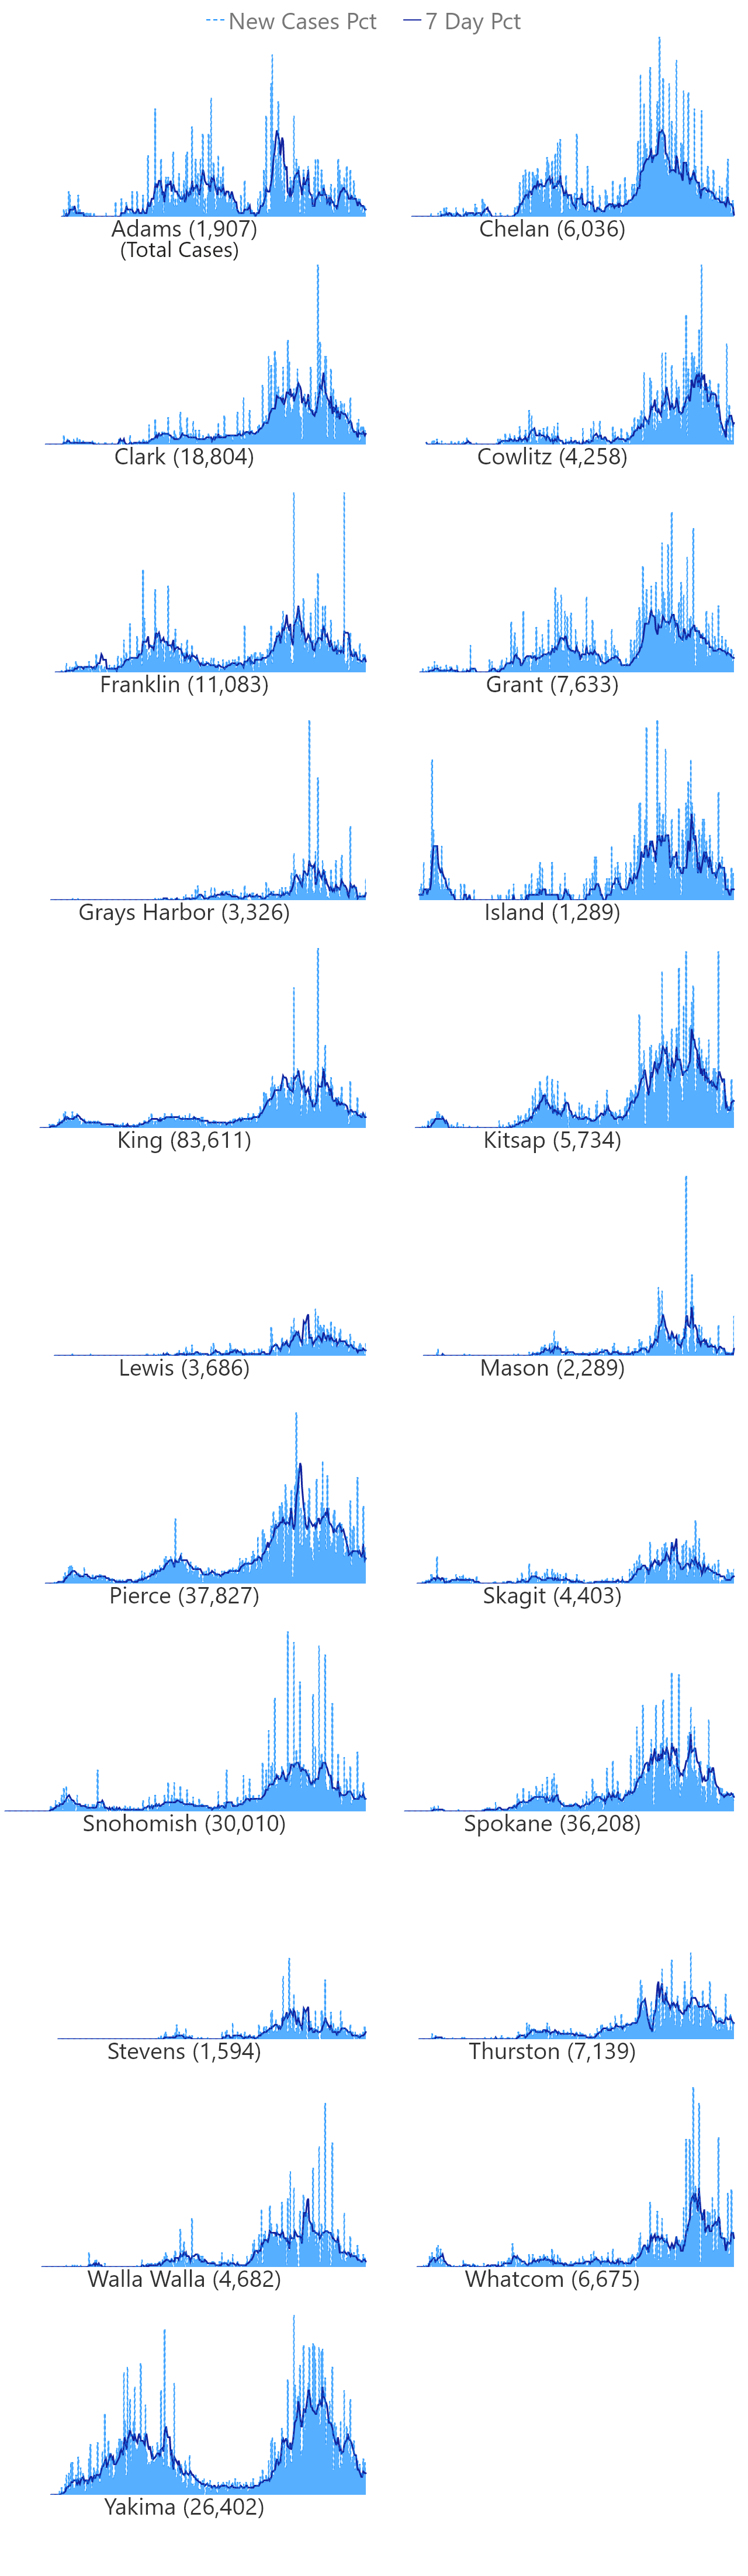 New Cases Pct 7 Day Pct
Adams (1,907) Chelan (6,036)
(Total Cases)
Clark (18,804) Cowlitz (4,258)
Franklin (11,083) Grant (7,633)
Grays Harbor (3,326) Island (1,289)
King (83,611) Kitsap (5,734)
Lewis (3,686) Mason (2,289)
Pierce (37,827) Skagit (4,403)
Snohomish (30,010) Spokane (36,208)
Stevens (1,594) Thurston (7,139)
Walla Walla (4,682) Whatcom (6,675)
Yakima (26,402)